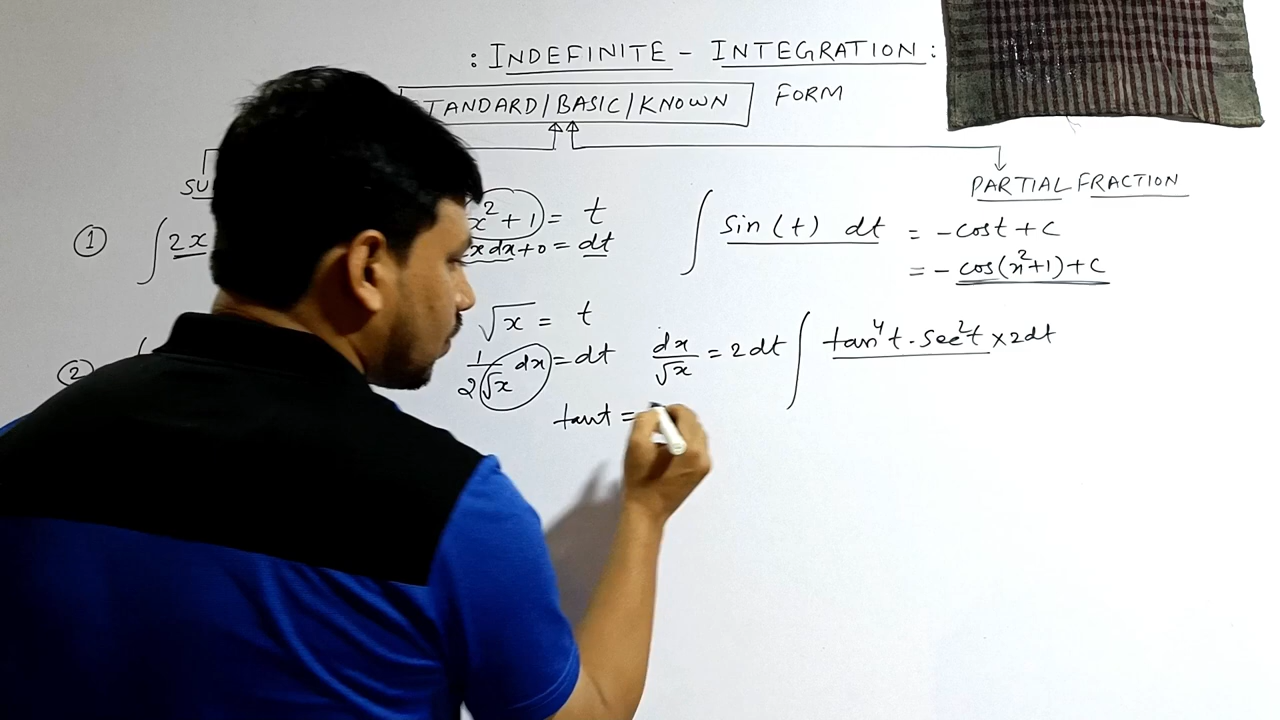 : INDEFINITE - INTEGRATION :
TANDARD/BASIC/KNOWN FORM
SU
PARTIAL FRACTION
① ∫ 2x x² + 1 = t ∫ sin (t) dt = - cost + c
x dx + 0 = dt = - cos(x²+1) + c
√x = t
② 1/2√x dx = dt dx/√x = 2dt ∫ tan⁴t · sec²t × 2dt
tant =